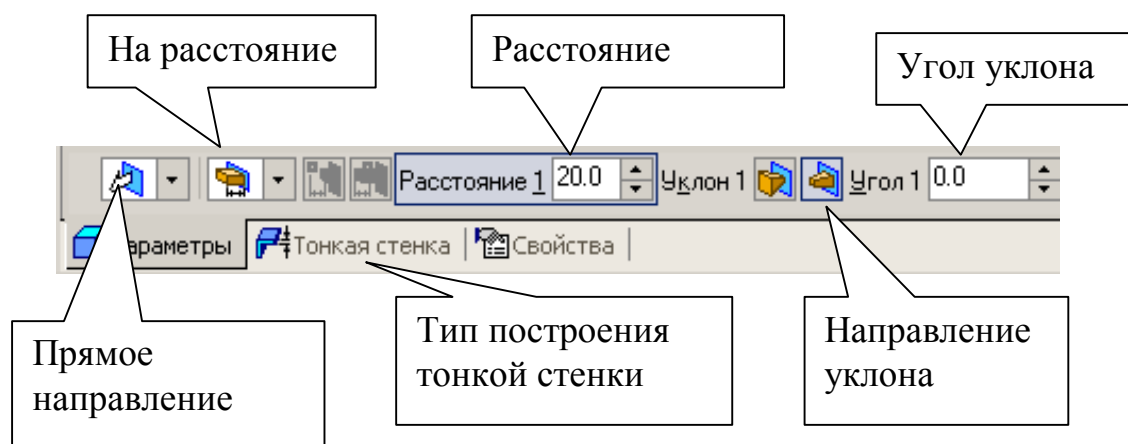 На расстояние
Расстояние
Угол уклона
Расстояние 1 20.0 Уклон 1 Угол 1 0.0
Тонкая стенка Свойства
Прямое
направление
Тип построения
тонкой стенки
Направление
уклона